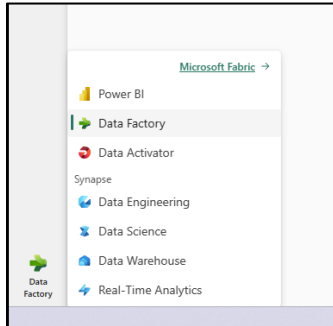 Microsoft Fabric →
Power BI
Data Factory
Data Activator
Synapse
Data Engineering
Data Science
Data Warehouse
Real-Time Analytics
Data
Factory